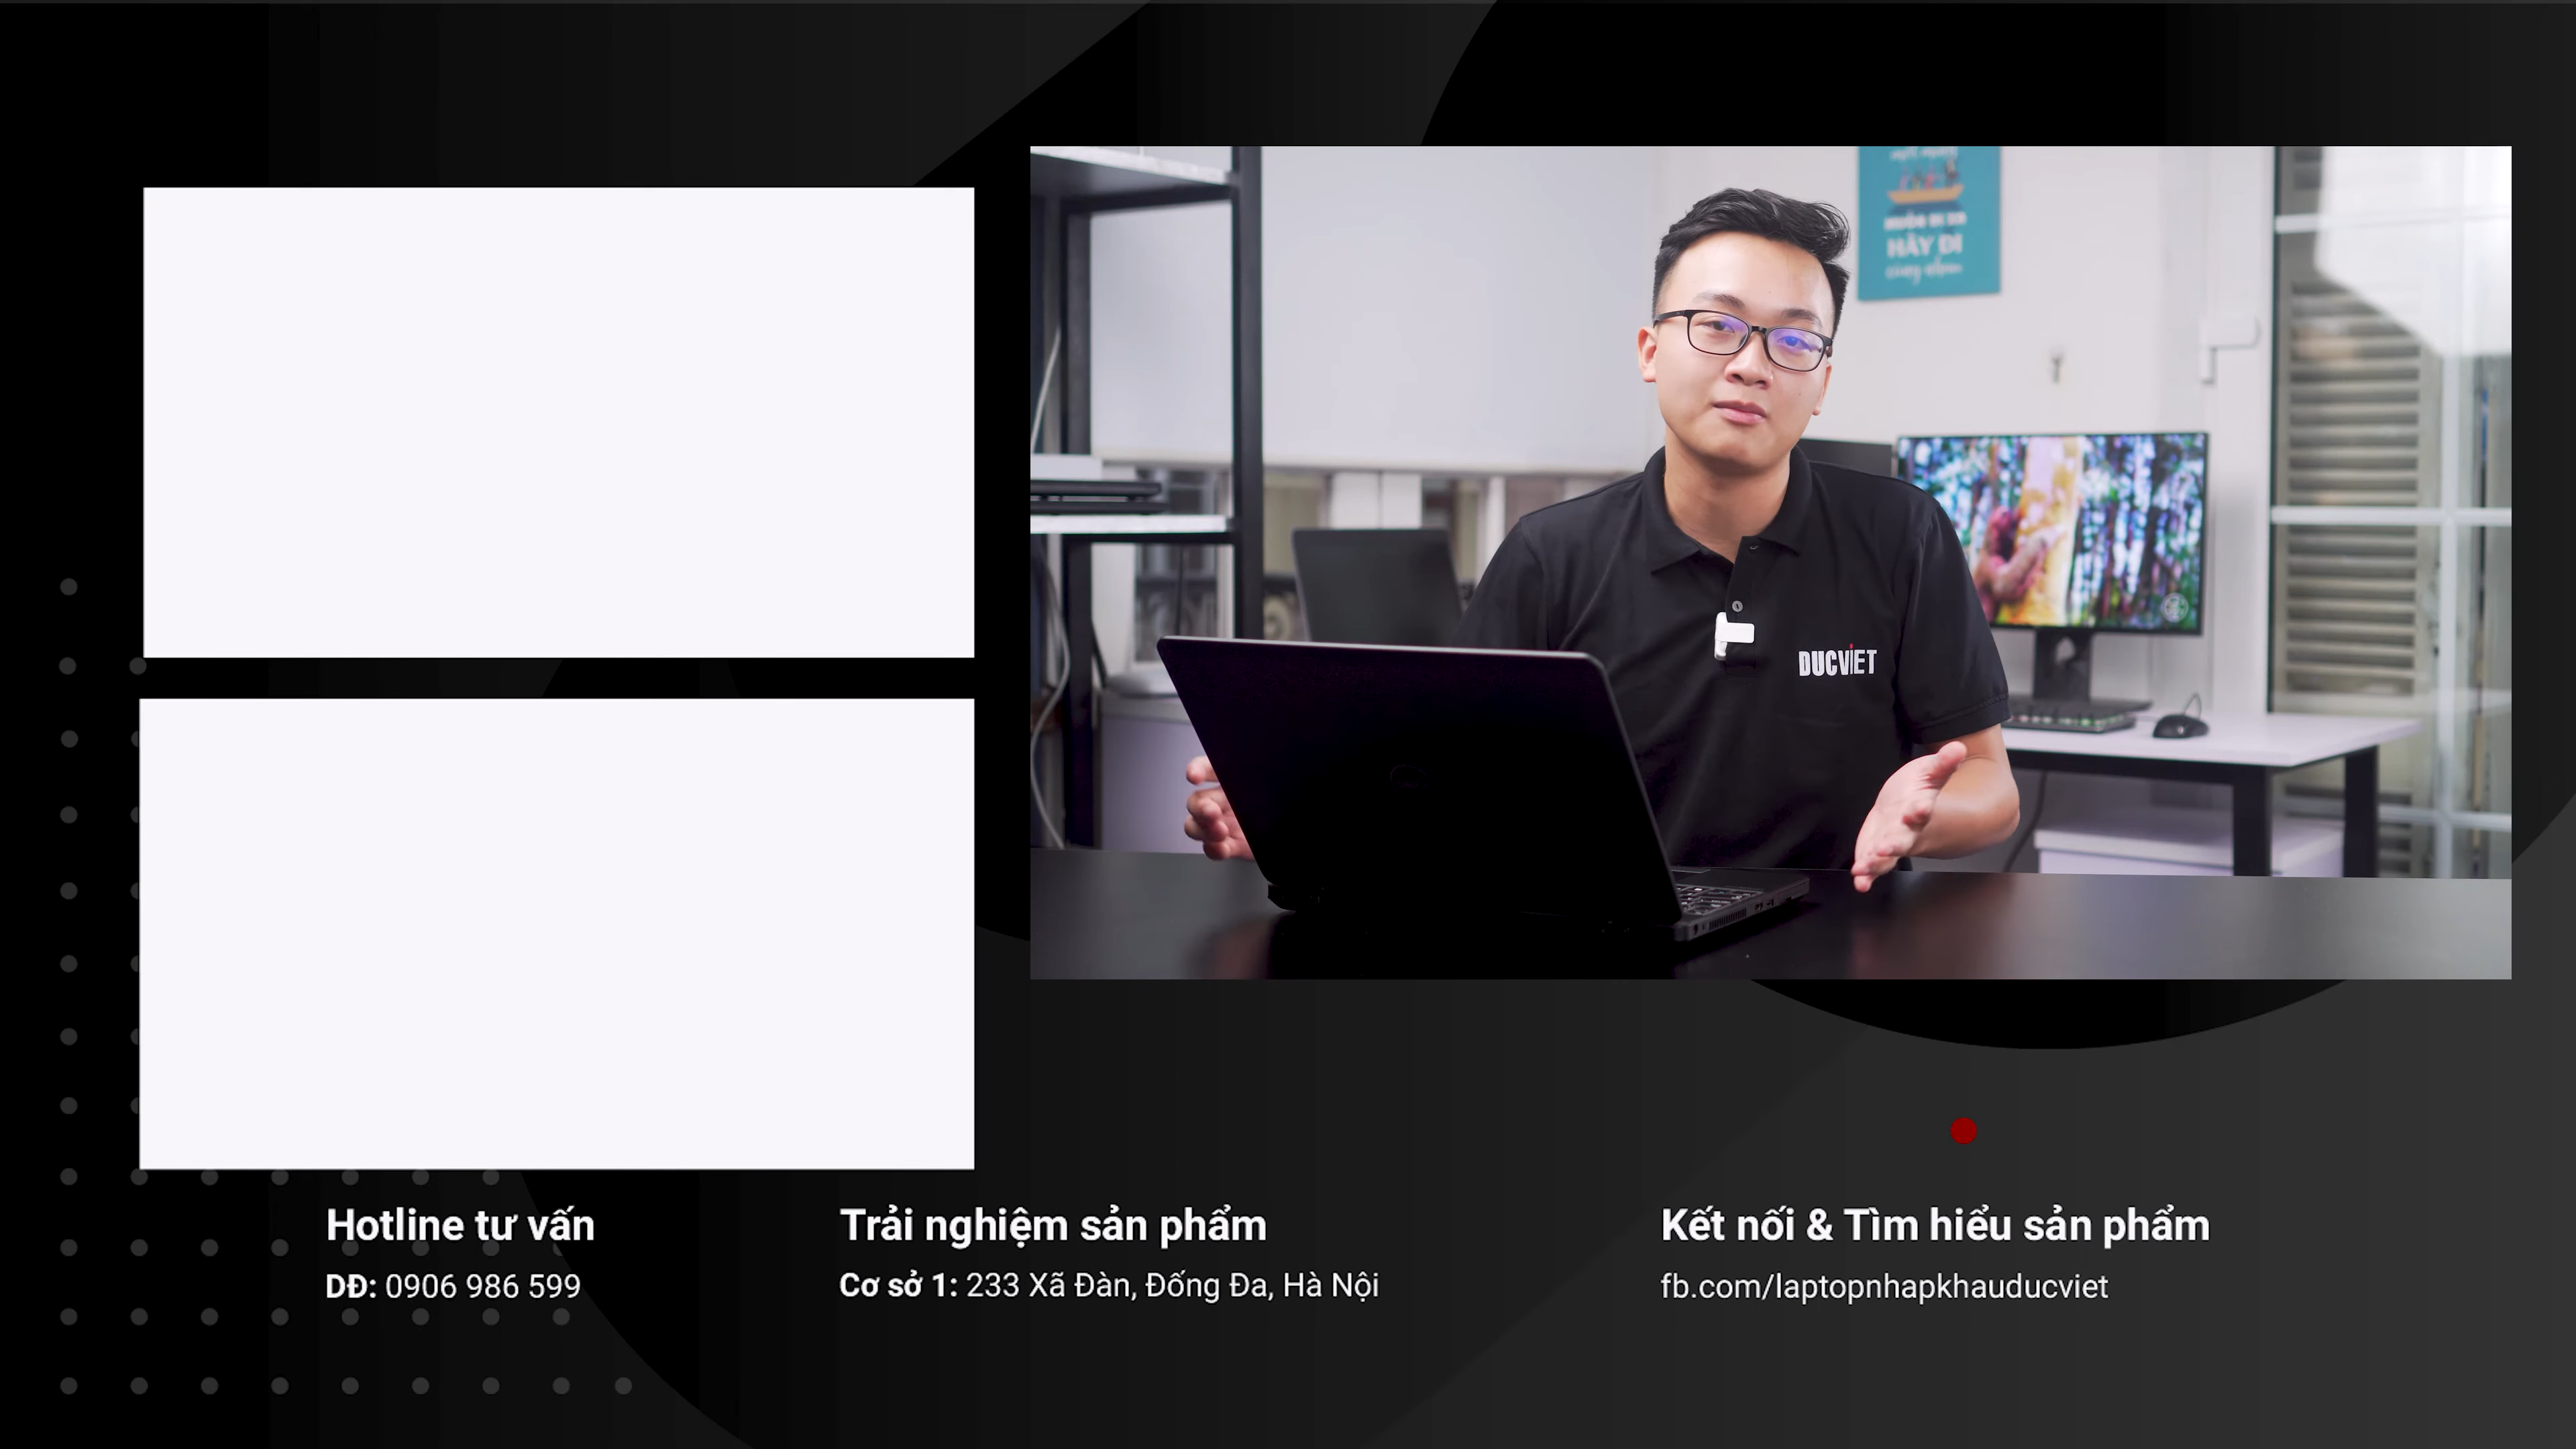 HÃY ĐI
DUCVIET
Hotline tư vấn
DĐ: 0906 986 599
Trải nghiệm sản phẩm
Cơ sở 1: 233 Xã Đàn, Đống Đa, Hà Nội
Kết nối & Tìm hiểu sản phẩm
fb.com/laptopnhapkhauducviet